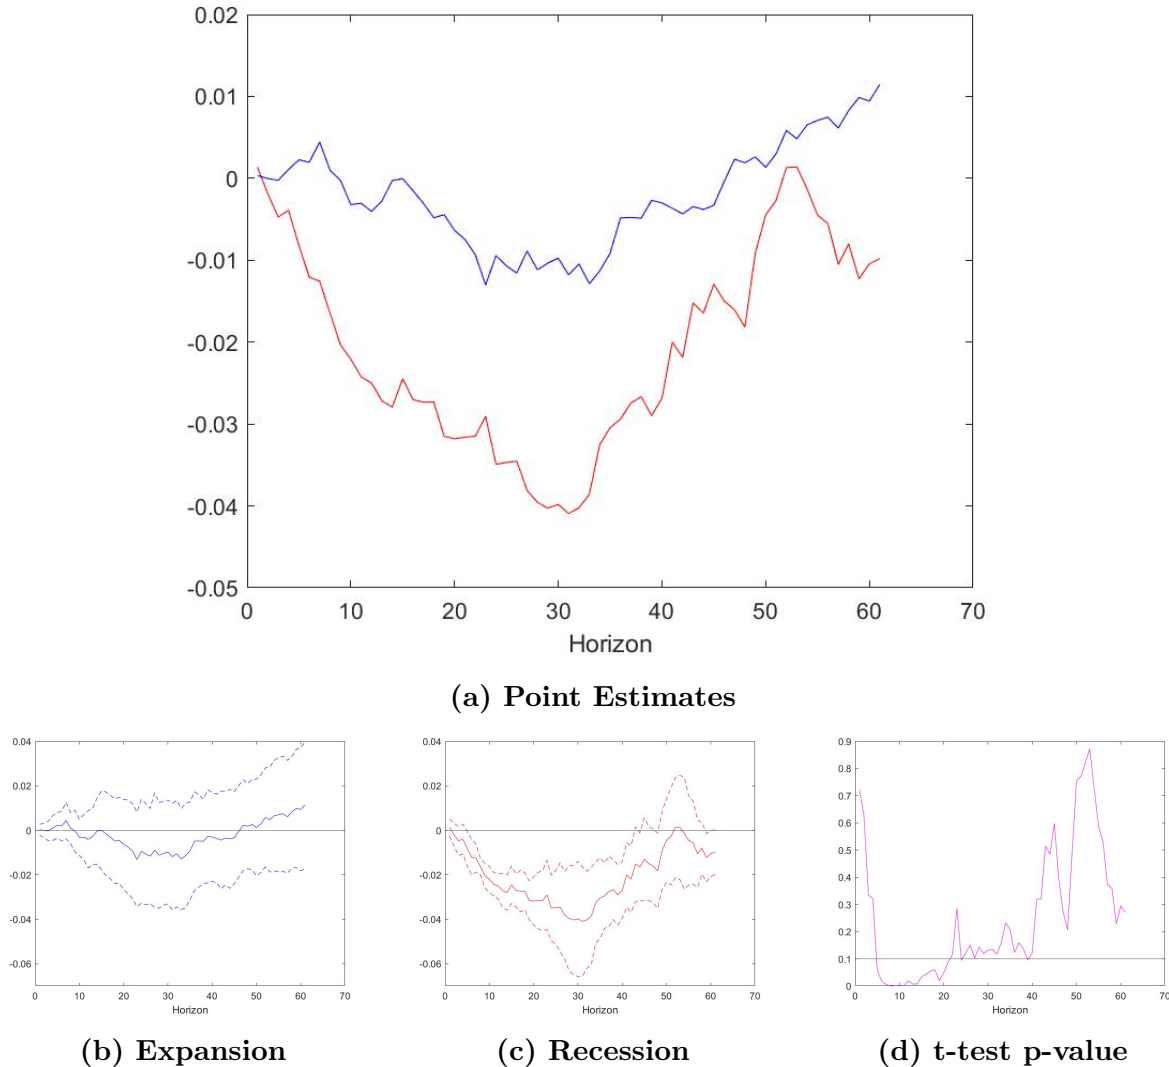 0.02
0.01
0
-0.01
-0.02
-0.03
-0.04
-0.05
0 10 20 30 40 50 60 70
Horizon
(a) Point Estimates
0.04
0.02
0
-0.02
-0.04
-0.06
0 10 20 30 40 50 60 70
Horizon
(b) Expansion
0.04
0.02
0
-0.02
-0.04
-0.06
0 10 20 30 40 50 60 70
Horizon
(c) Recession
0.9
0.8
0.7
0.6
0.5
0.4
0.3
0.2
0.1
0
0 10 20 30 40 50 60 70
Horizon
(d) t-test p-value